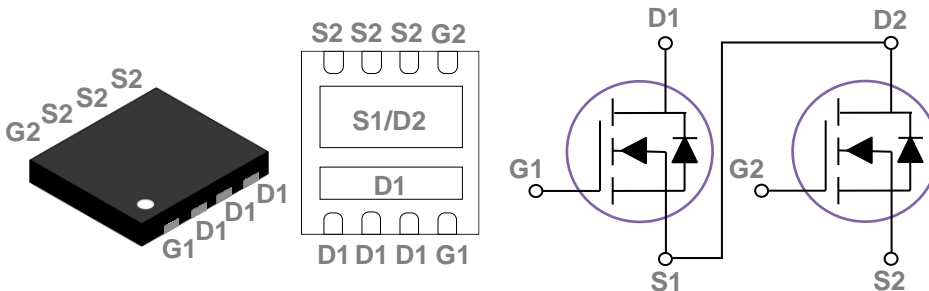 G2 S2 S2 S2
G1 D1 D1 D1
S2 S2 S2 G2
S1/D2
D1
D1 D1 D1 G1
D1
G1
S1
D2
G2
S2